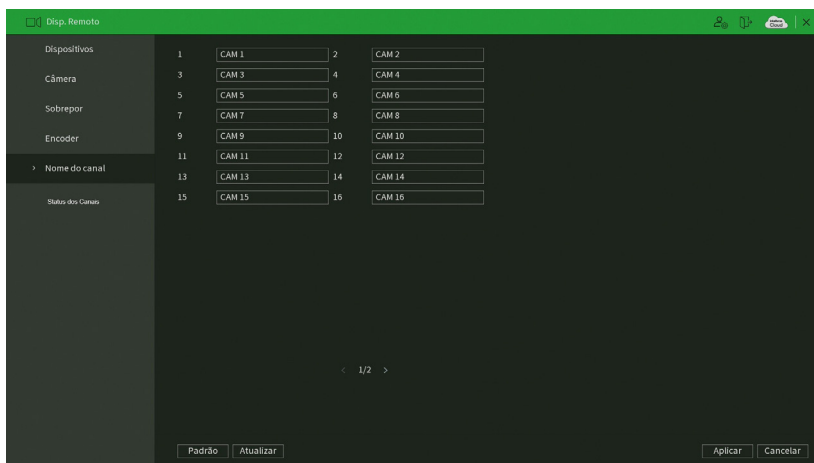 Disp. Remoto
Cloud
Dispositivos
Câmera
Sobrepor
Encoder
> Nome do canal
Status dos Canais
1 CAM 1 2 CAM 2
3 CAM 3 4 CAM 4
5 CAM 5 6 CAM 6
7 CAM 7 8 CAM 8
9 CAM 9 10 CAM 10
11 CAM 11 12 CAM 12
13 CAM 13 14 CAM 14
15 CAM 15 16 CAM 16
< 1/2 >
Padrão Atualizar Aplicar Cancelar